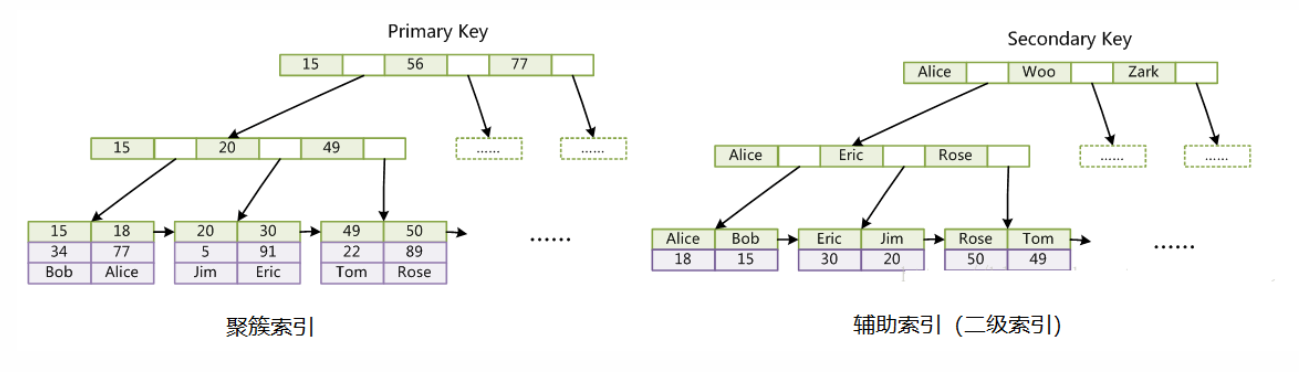 Primary Key
15 56 77
15 20 49
...... ......
15 18 20 30 49 50
34 77 5 91 22 89
Bob Alice Jim Eric Tom Rose
......
聚簇索引
Secondary Key
Alice Woo Zark
Alice Eric Rose
...... ......
Alice Bob Eric Jim Rose Tom
18 15 30 20 50 49
......
辅助索引（二级索引）